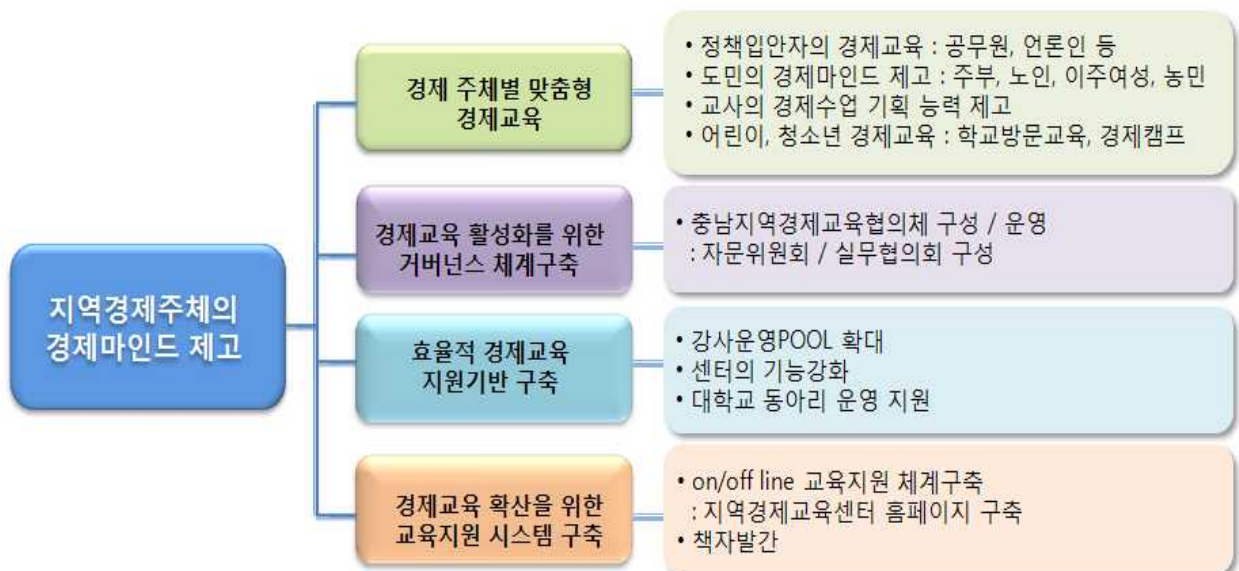 지역경제주체의
경제마인드 제고
경제 주체별 맞춤형
경제교육
• 정책입안자의 경제교육 : 공무원, 언론인 등
• 도민의 경제마인드 제고 : 주부, 노인, 이주여성, 농민
• 교사의 경제수업 기획 능력 제고
• 어린이, 청소년 경제교육 : 학교방문교육, 경제캠프
경제교육 활성화를 위한
거버넌스 체계구축
• 충남지역경제교육협의체 구성 / 운영
: 자문위원회 / 실무협의회 구성
효율적 경제교육
지원기반 구축
• 강사운영POOL 확대
• 센터의 기능강화
• 대학교 동아리 운영 지원
경제교육 확산을 위한
교육지원 시스템 구축
• on/off line 교육지원 체계구축
: 지역경제교육센터 홈페이지 구축
• 책자발간